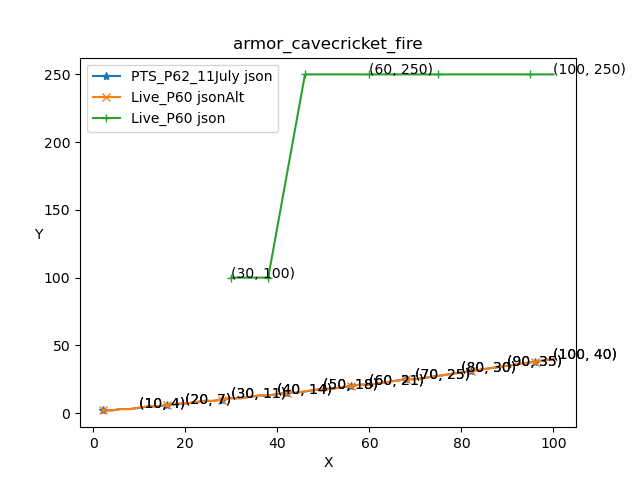 armor_cavecricket_fire
PTS_P62_11July json
Live_P60 jsonAlt
Live_P60 json
(60, 250)
(100, 250)
(30, 100)
(10, 4)
(20, 7)
(30, 11)
(40, 14)
(50, 18)
(60, 21)
(70, 25)
(80, 30)
(90, 35)
(100, 40)
250
200
150
100
50
0
Y
0 20 40 60 80 100
X